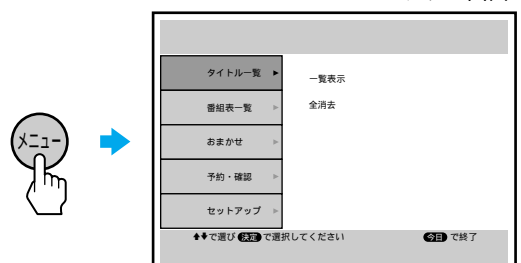 メニュー
タイトル一覧 ▶
一覧表示
番組表一覧 ▶
全消去
おまかせ ▶
予約・確認 ▶
セットアップ ▶
♦♦で選び 決定 で選択してください
今日 で終了